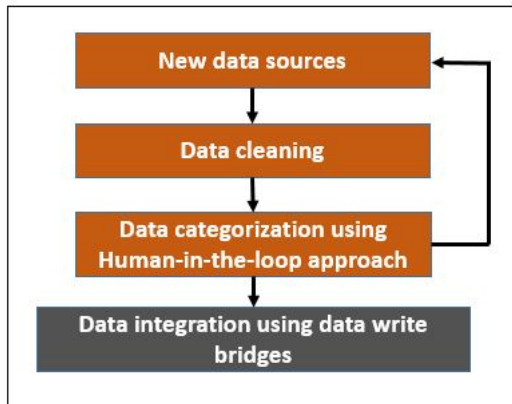 New data sources
Data cleaning
Data categorization using
Human-in-the-loop approach
Data integration using data write
bridges